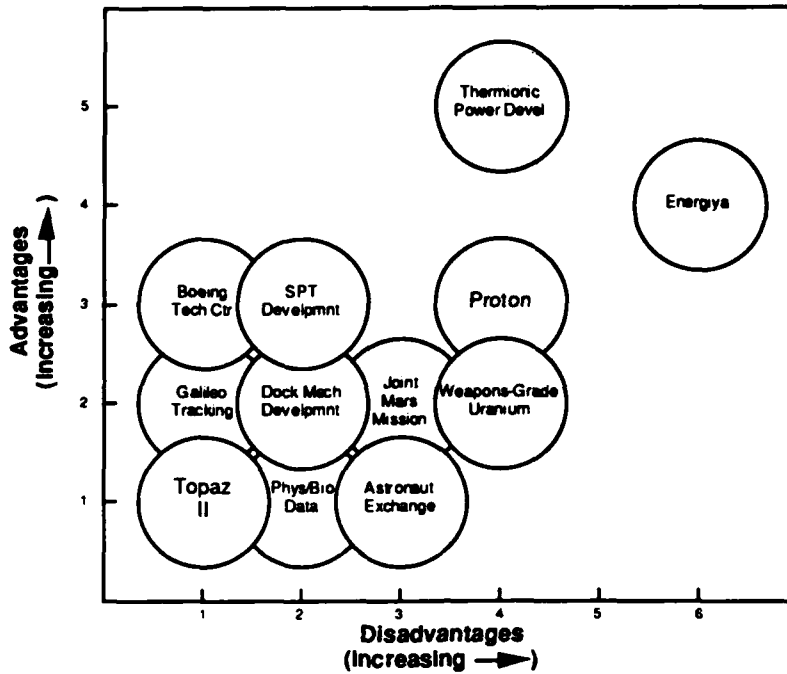 Advantages
(Increasing →)
5
4
3
2
1
Thermionic
Power Devel
Energiya
Boeing
Tech Ctr
SPT
Develpmnt
Proton
Galileo
Tracking
Dock Mech
Develpmnt
Joint
Mars
Mission
Weapons-Grade
Uranium
Topaz
II
Phys/Bio
Data
Astronaut
Exchange
1 2 3 4 5 6
Disadvantages
(Increasing →)